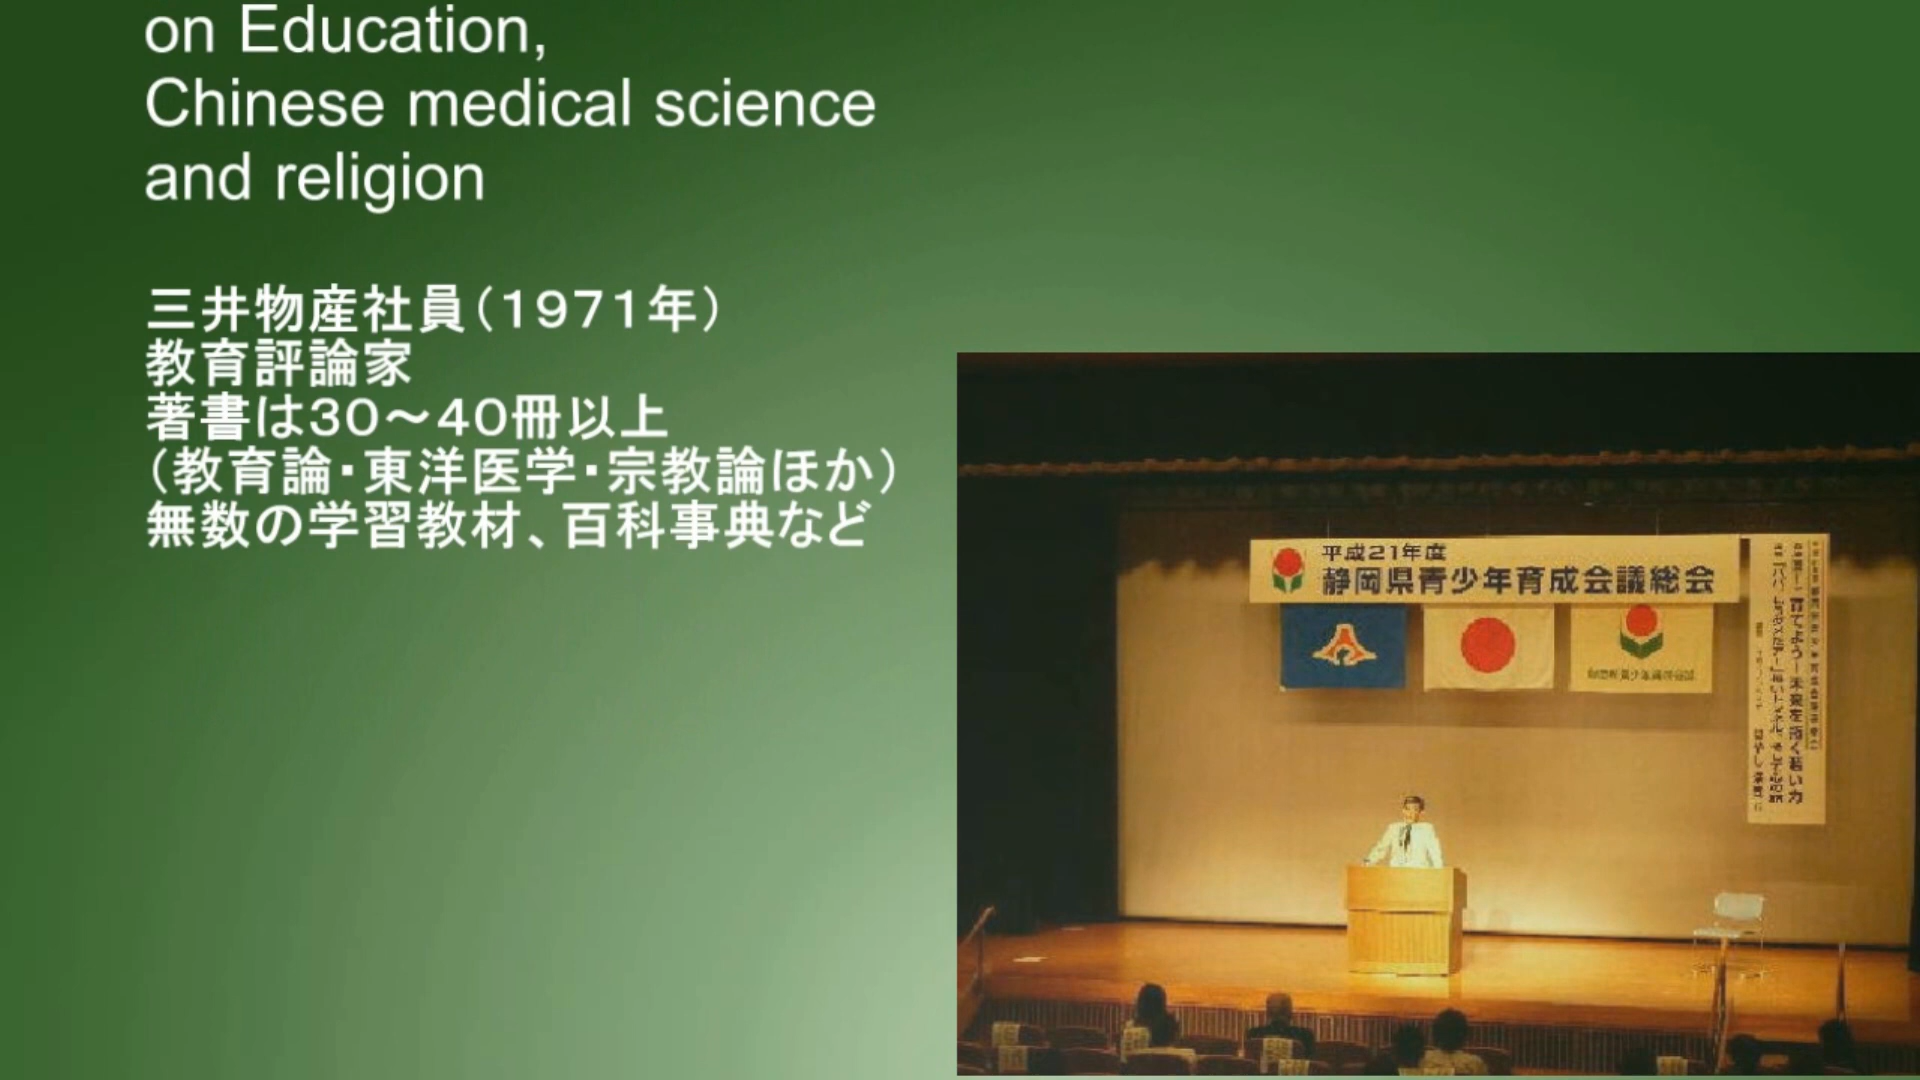 on Education,
Chinese medical science
and religion
三井物産社員（１９７１年）
教育評論家
著書は３０～４０冊以上
（教育論・東洋医学・宗教論ほか）
無数の学習教材、百科事典など
平成21年度
静岡県青少年育成会議総会